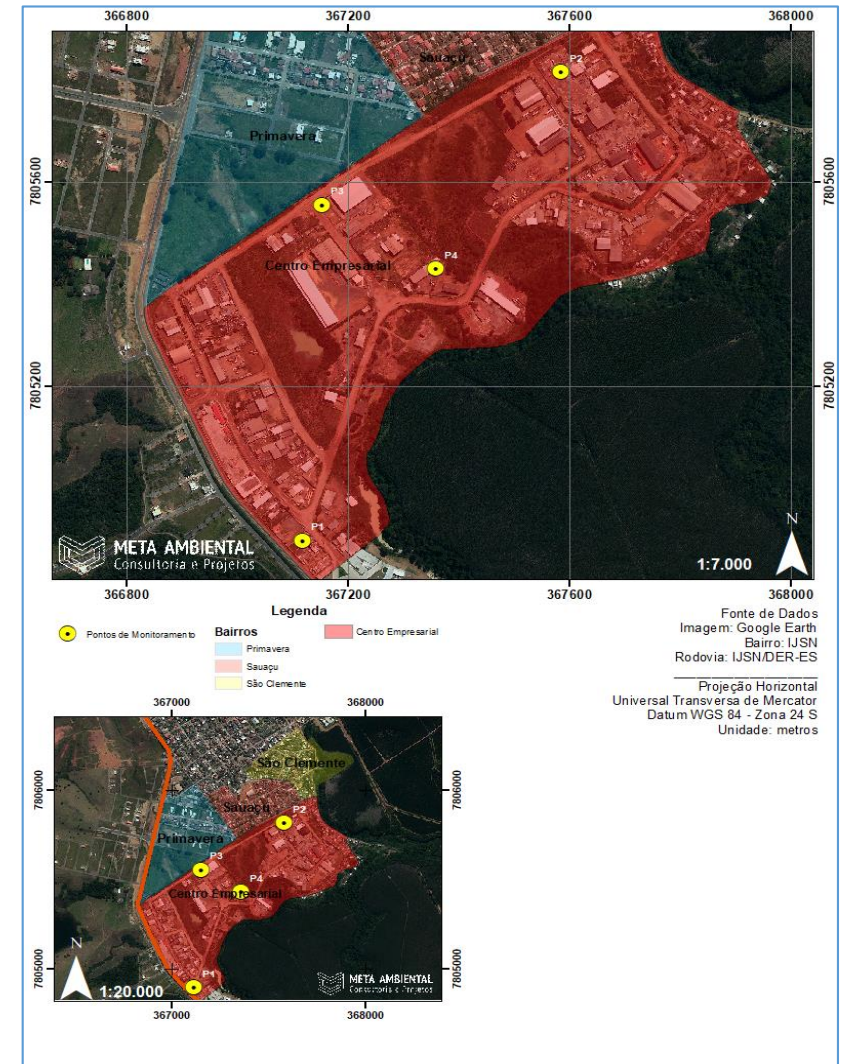 366800 367200 367600 368000
Sauaçu
P2
Primavera
7805600 7805600
P3
P4
Centro Empresarial
7805200 7805200
P1
META AMBIENTAL
Consultoria e Projetos
N
1:7.000
366800 367200 367600 368000
Legenda
Pontos de Monitoramento
Bairros
Primavera
Sauaçu
São Clemente
Centro Empresarial
Fonte de Dados
Imagem: Google Earth
Bairro: IJSN
Rodovia: IJSN/DER-ES
Projeção Horizontal
Universal Transversa de Mercator
Datum WGS 84 - Zona 24 S
Unidade: metros
367000 368000
São Clemente
7806000 7806000
Sauaçu
P2
Primavera
P3
P4
Centro Empresarial
7805000 7805000
P1
N
1:20.000
META AMBIENTAL
Consultoria e Projetos
367000 368000